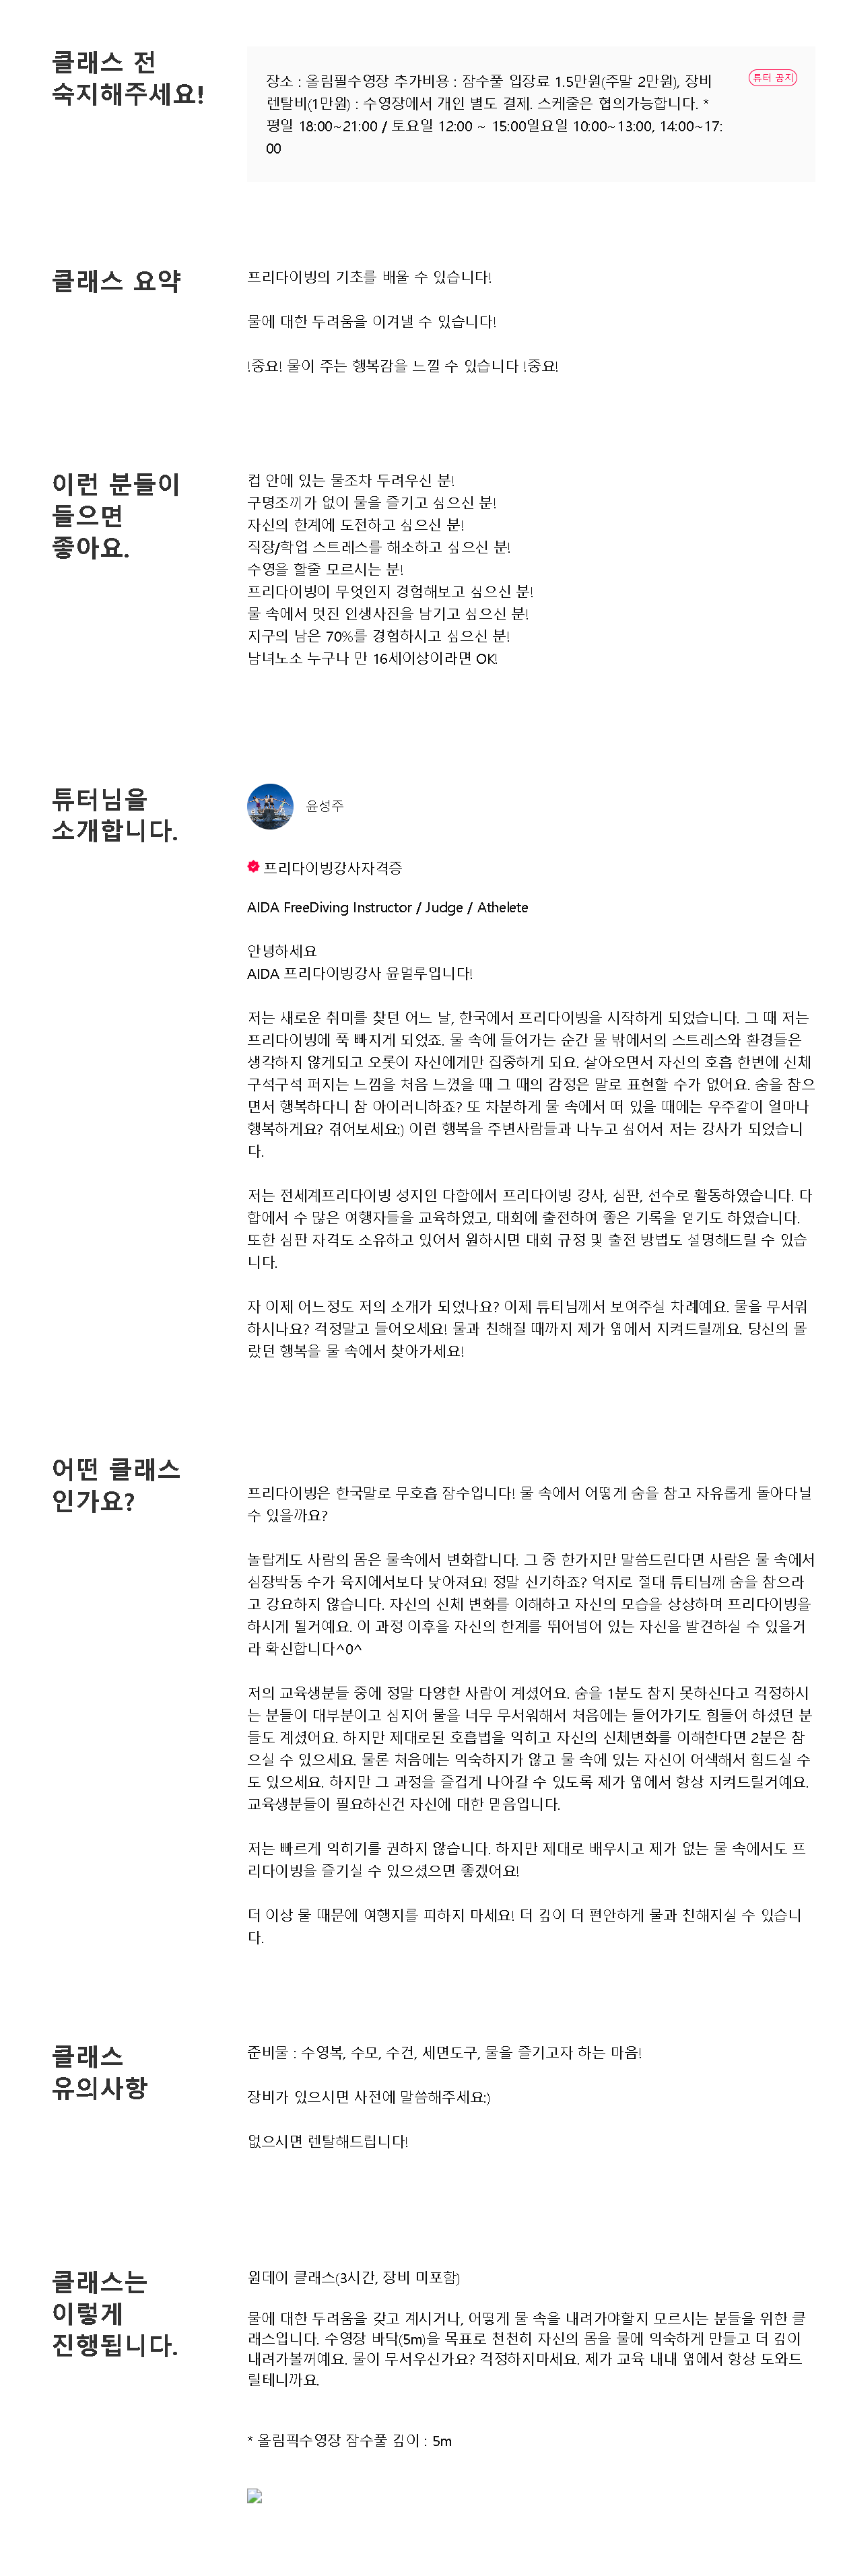 클래스 전
숙지해주세요!
장소 : 올림필수영장 추가비용 : 잠수풀 입장료 1.5만원(주말 2만원), 장비
렌탈비(1만원) : 수영장에서 개인 별도 결제. 스케줄은 협의가능합니다. *
평일 18:00~21:00 / 토요일 12:00 ~ 15:00일요일 10:00~13:00, 14:00~17:
00
튜터 공지
클래스 요약
프리다이빙의 기초를 배울 수 있습니다!
물에 대한 두려움을 이겨낼 수 있습니다!
!중요! 물이 주는 행복감을 느낄 수 있습니다 !중요!
이런 분들이
들으면
좋아요.
컵 안에 있는 물조차 두려우신 분!
구명조끼가 없이 물을 즐기고 싶으신 분!
자신의 한계에 도전하고 싶으신 분!
직장/학업 스트레스를 해소하고 싶으신 분!
수영을 할줄 모르시는 분!
프리다이빙이 무엇인지 경험해보고 싶으신 분!
물 속에서 멋진 인생사진을 남기고 싶으신 분!
지구의 남은 70%를 경험하시고 싶으신 분!
남녀노소 누구나 만 16세이상이라면 OK!
튜터님을
소개합니다.
윤성주
프리다이빙강사자격증
AIDA FreeDiving Instructor / Judge / Athelete
안녕하세요
AIDA 프리다이빙강사 윤멀루입니다!
저는 새로운 취미를 찾던 어느 날, 한국에서 프리다이빙을 시작하게 되었습니다. 그 때 저는
프리다이빙에 푹 빠지게 되었죠. 물 속에 들어가는 순간 물 밖에서의 스트레스와 환경들은
생각하지 않게되고 오롯이 자신에게만 집중하게 되요. 살아오면서 자신의 호흡 한번에 신체
구석구석 퍼지는 느낌을 처음 느꼈을 때 그 때의 감정은 말로 표현할 수가 없어요. 숨을 참으
면서 행복하다니 참 아이러니하죠? 또 차분하게 물 속에서 떠 있을 때에는 우주같이 얼마나
행복하게요? 겪어보세요:) 이런 행복을 주변사람들과 나누고 싶어서 저는 강사가 되었습니
다.
저는 전세계프리다이빙 성지인 다합에서 프리다이빙 강사, 심판, 선수로 활동하였습니다. 다
합에서 수 많은 여행자들을 교육하였고, 대회에 출전하여 좋은 기록을 얻기도 하였습니다.
또한 심판 자격도 소유하고 있어서 원하시면 대회 규정 및 출전 방법도 설명해드릴 수 있습
니다.
자 이제 어느정도 저의 소개가 되었나요? 이제 튜티님께서 보여주실 차례예요. 물을 무서워
하시나요? 걱정말고 들어오세요! 물과 친해질 때까지 제가 옆에서 지켜드릴께요. 당신의 몰
랐던 행복을 물 속에서 찾아가세요!
어떤 클래스
인가요?
프리다이빙은 한국말로 무호흡 잠수입니다! 물 속에서 어떻게 숨을 참고 자유롭게 돌아다닐
수 있을까요?
놀랍게도 사람의 몸은 물속에서 변화합니다. 그 중 한가지만 말씀드린다면 사람은 물 속에서
심장박동 수가 육지에서보다 낮아져요! 정말 신기하죠? 억지로 절대 튜티님께 숨을 참으라
고 강요하지 않습니다. 자신의 신체 변화를 이해하고 자신의 모습을 상상하며 프리다이빙을
하시게 될거예요. 이 과정 이후을 자신의 한계를 뛰어넘어 있는 자신을 발견하실 수 있을거
라 확신합니다^0^
저의 교육생분들 중에 정말 다양한 사람이 계셨어요. 숨을 1분도 참지 못하신다고 걱정하시
는 분들이 대부분이고 심지어 물을 너무 무서워해서 처음에는 들어가기도 힘들어 하셨던 분
들도 계셨어요. 하지만 제대로된 호흡법을 익히고 자신의 신체변화를 이해한다면 2분은 참
으실 수 있으세요. 물론 처음에는 익숙하지가 않고 물 속에 있는 자신이 어색해서 힘드실 수
도 있으세요. 하지만 그 과정을 즐겁게 나아갈 수 있도록 제가 옆에서 항상 지켜드릴거예요.
교육생분들이 필요하신건 자신에 대한 믿음입니다.
저는 빠르게 익히기를 권하지 않습니다. 하지만 제대로 배우시고 제가 없는 물 속에서도 프
리다이빙을 즐기실 수 있으셨으면 좋겠어요!
더 이상 물 때문에 여행지를 피하지 마세요! 더 깊이 더 편안하게 물과 친해지실 수 있습니
다.
클래스
유의사항
준비물 : 수영복, 수모, 수건, 세면도구, 물을 즐기고자 하는 마음!
장비가 있으시면 사전에 말씀해주세요:)
없으시면 렌탈해드립니다!
클래스는
이렇게
진행됩니다.
원데이 클래스(3시간, 장비 미포함)
물에 대한 두려움을 갖고 계시거나, 어떻게 물 속을 내려가야할지 모르시는 분들을 위한 클
래스입니다. 수영장 바닥(5m)을 목표로 천천히 자신의 몸을 물에 익숙하게 만들고 더 깊이
내려가볼꺼예요. 물이 무서우신가요? 걱정하지마세요. 제가 교육 내내 옆에서 항상 도와드
릴테니까요.
* 올림픽수영장 잠수풀 깊이 : 5m